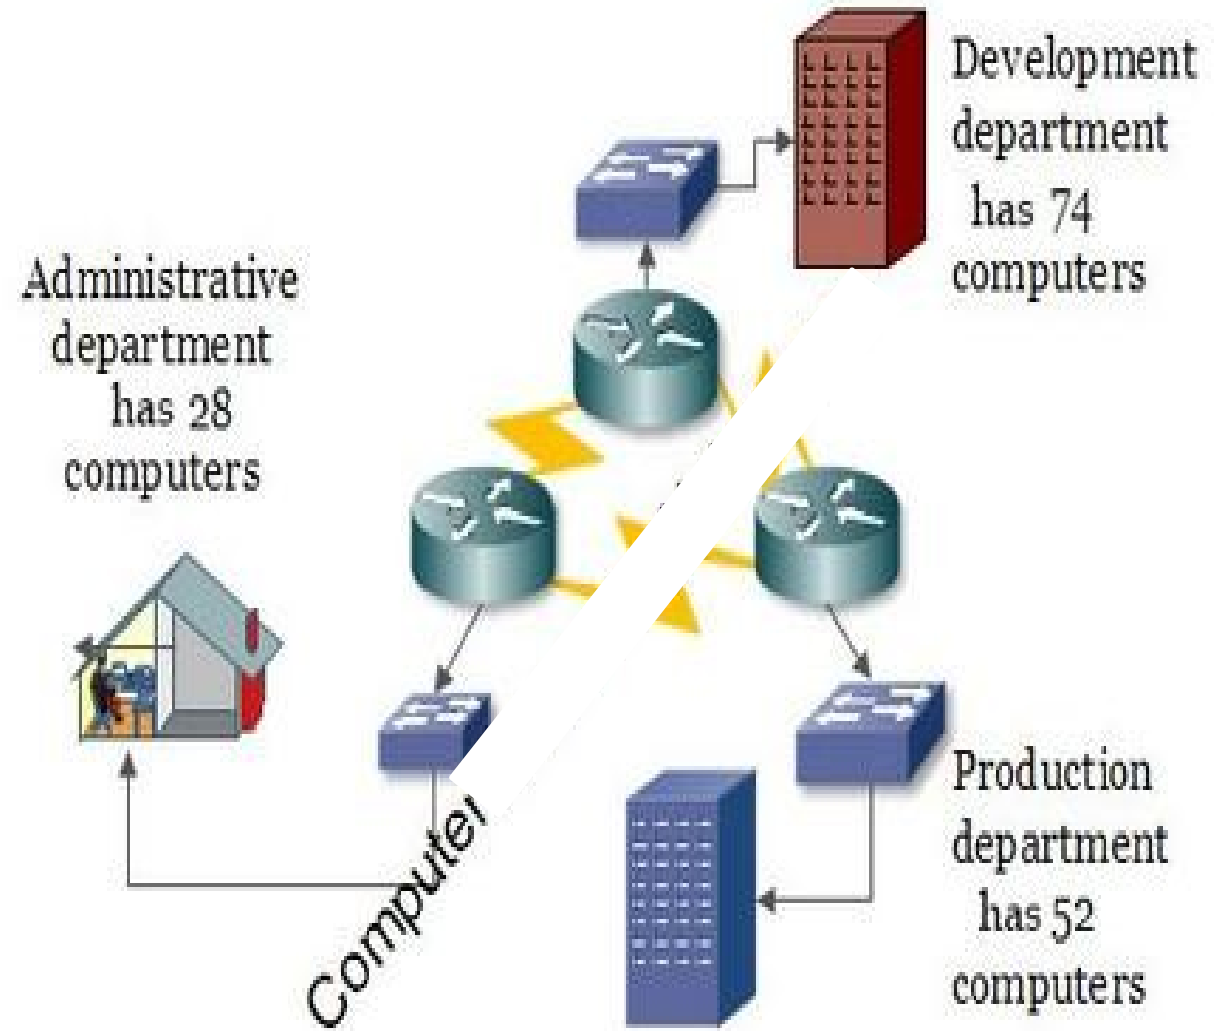 Development
department
has 74
computers
Administrative
department
has 28
computers
Production
department
has 52
computers
Computer